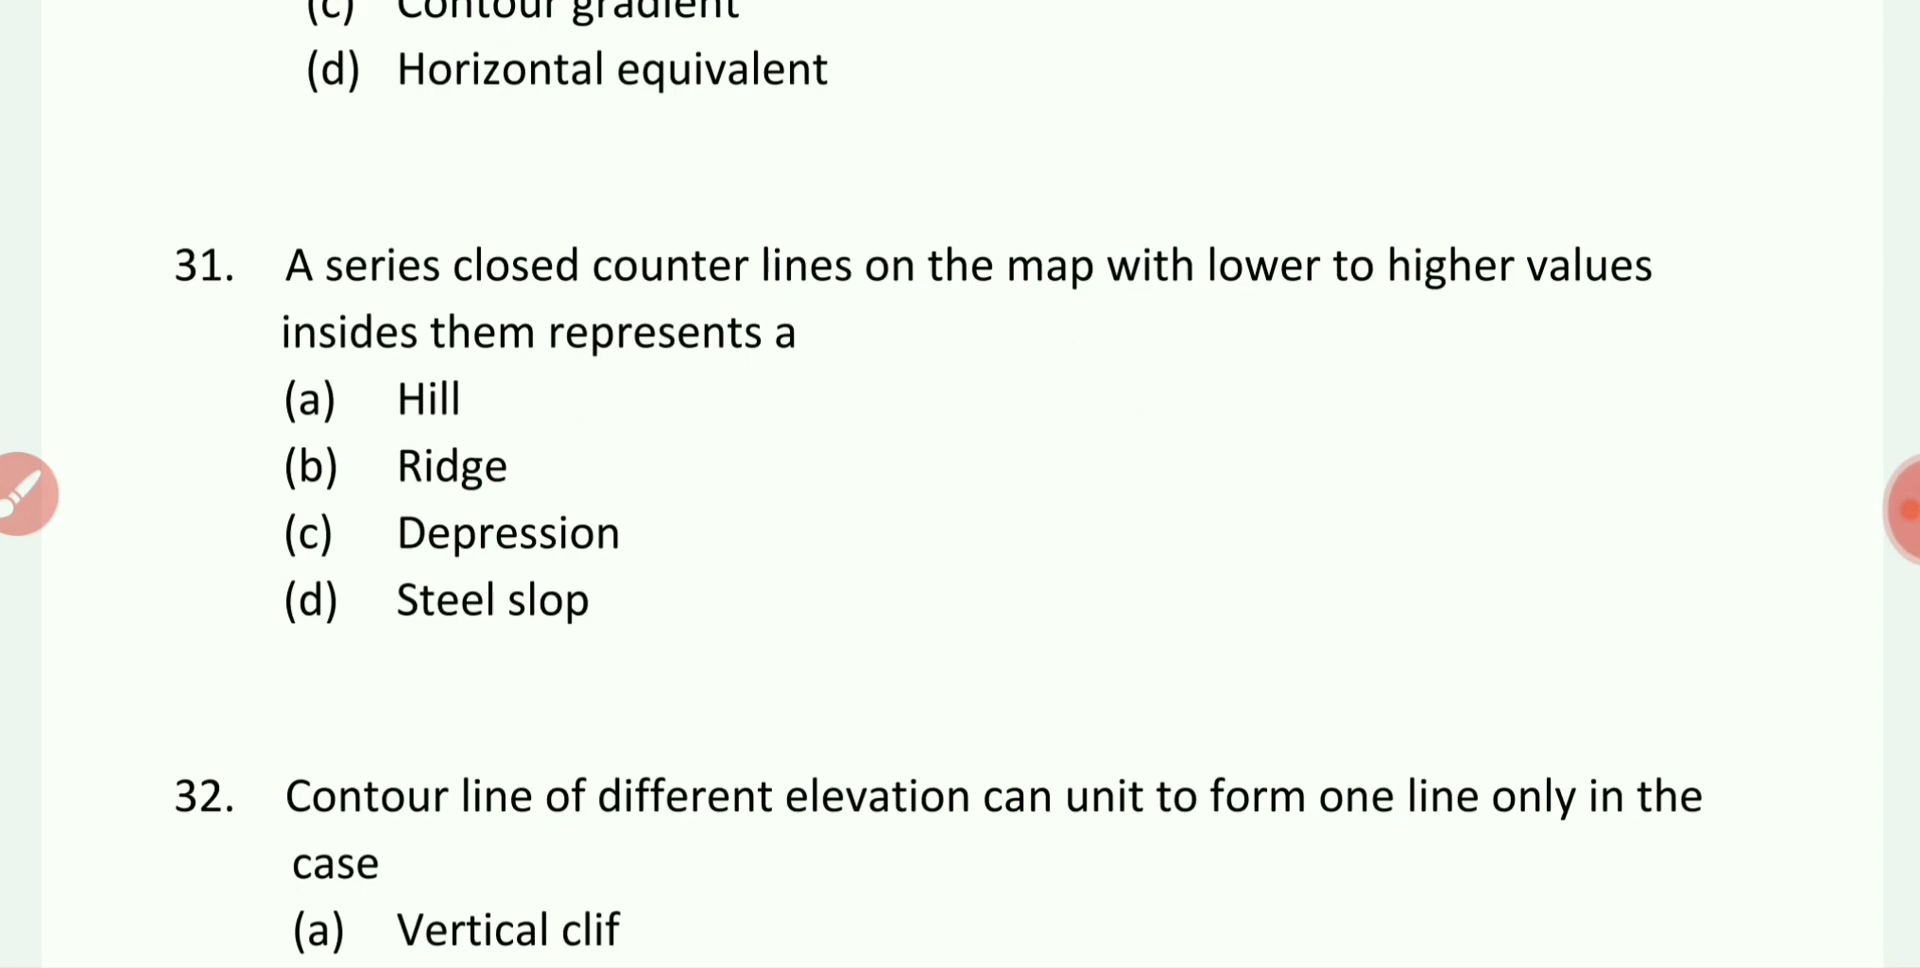 (c) Contour gradient
(d) Horizontal equivalent
31. A series closed counter lines on the map with lower to higher values
insides them represents a
(a) Hill
(b) Ridge
(c) Depression
(d) Steel slop
32. Contour line of different elevation can unit to form one line only in the
case
(a) Vertical clif